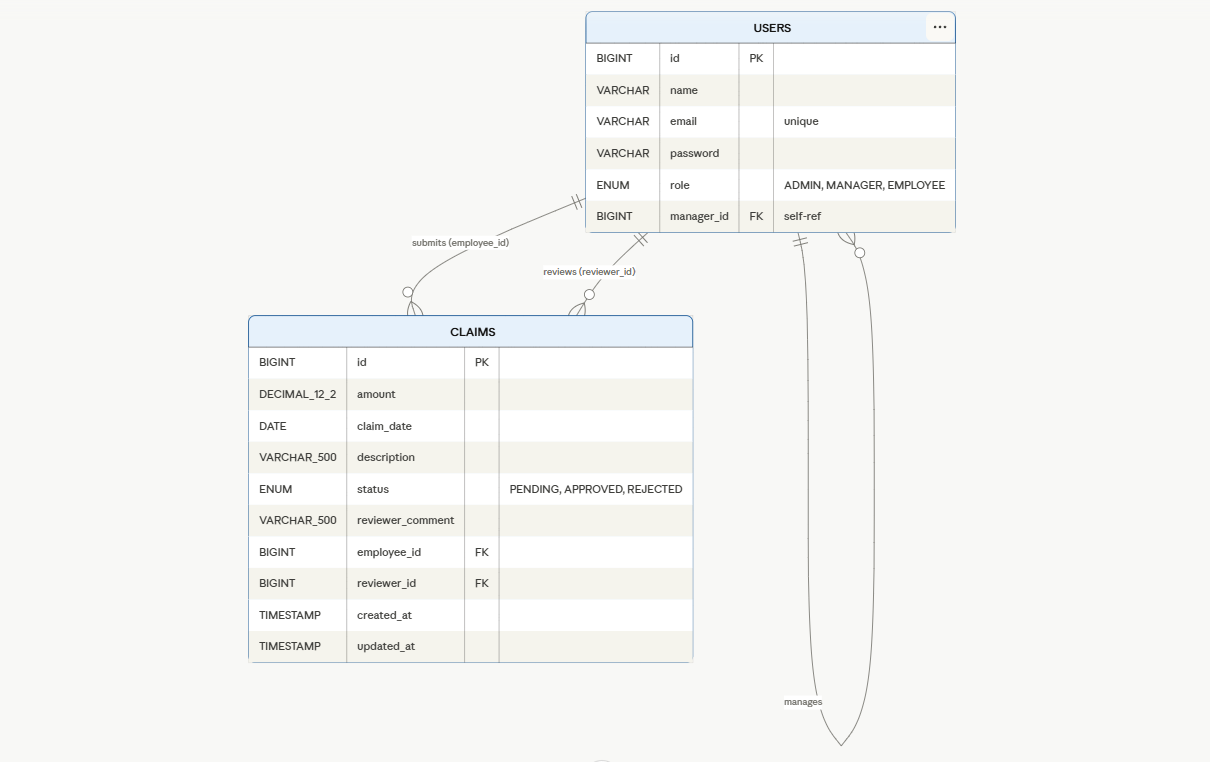 USERS
BIGINT id PK
VARCHAR name
VARCHAR email unique
VARCHAR password
ENUM role ADMIN, MANAGER, EMPLOYEE
BIGINT manager_id FK self-ref
submits (employee_id)
reviews (reviewer_id)
CLAIMS
BIGINT id PK
DECIMAL_12_2 amount
DATE claim_date
VARCHAR_500 description
ENUM status PENDING, APPROVED, REJECTED
VARCHAR_500 reviewer_comment
BIGINT employee_id FK
BIGINT reviewer_id FK
TIMESTAMP created_at
TIMESTAMP updated_at
manages